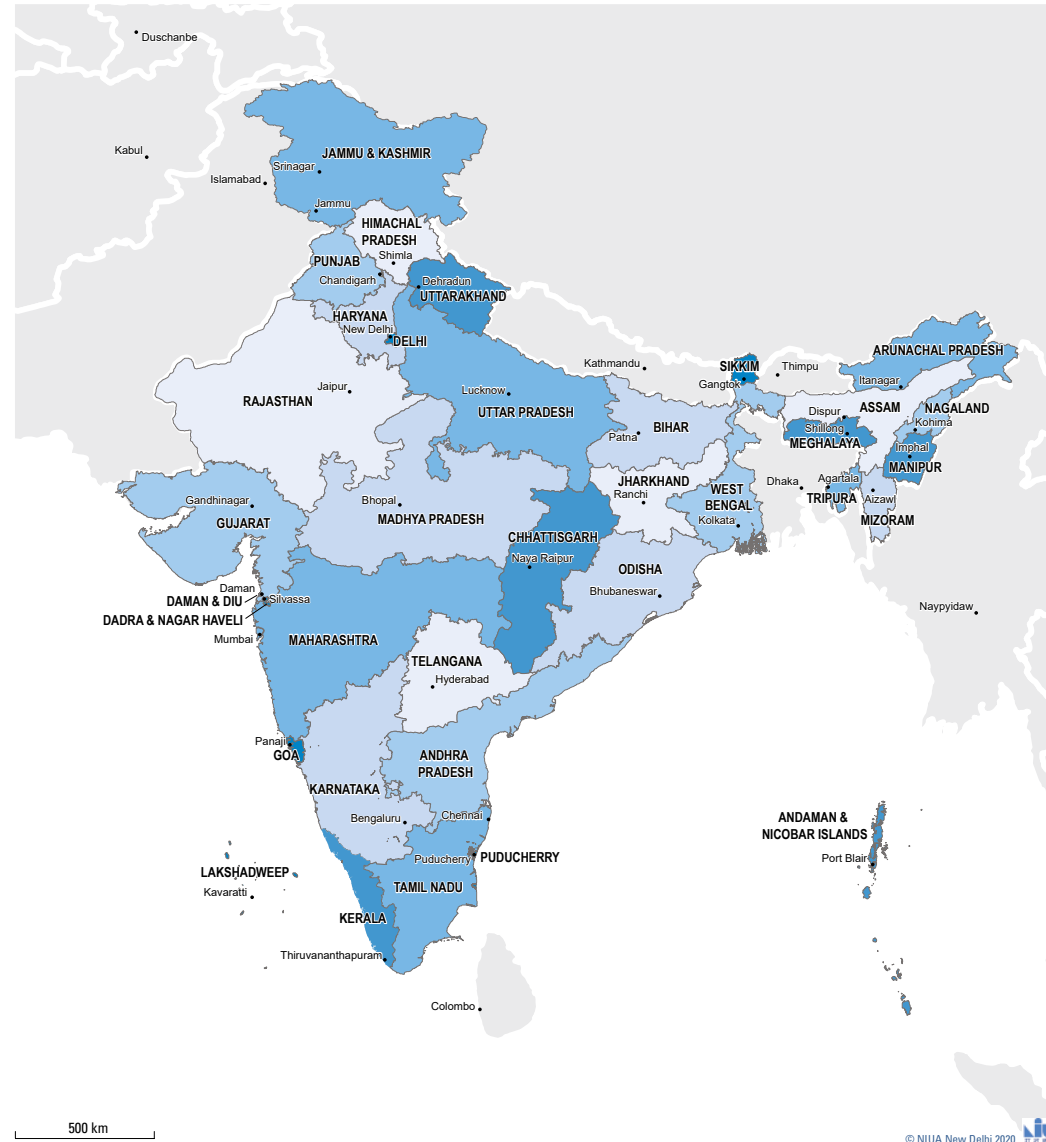 Duschanbe
Kabul
Islamabad
JAMMU & KASHMIR
Srinagar
Jammu
HIMACHAL
PRADESH
Shimla
PUNJAB
Chandigarh
Dehradun
UTTARAKHAND
HARYANA
New Delhi
DELHI
Jaipur
RAJASTHAN
Lucknow
UTTAR PRADESH
Kathmandu
SIKKIM
Gangtok
Thimpu
ARUNACHAL PRADESH
Itanagar
ASSAM
Dispur
NAGALAND
Kohima
Shillong
MEGHALAYA
Imphal
MANIPUR
BIHAR
Patna
Dhaka
Agartala
TRIPURA
Aizawl
MIZORAM
JHARKHAND
Ranchi
WEST
BENGAL
Kolkata
Gandhinagar
GUJARAT
Bhopal
MADHYA PRADESH
CHHATTISGARH
Naya Raipur
ODISHA
Bhubaneswar
Naypyidaw
Daman
DAMAN & DIU
Silvassa
DADRA & NAGAR HAVELI
Mumbai
MAHARASHTRA
TELANGANA
Hyderabad
Panaji
GOA
ANDHRA
PRADESH
KARNATAKA
Bengaluru
Chennai
ANDAMAN &
NICOBAR ISLANDS
Port Blair
Puducherry
PUDUCHERRY
LAKSHADWEEP
Kavaratti
TAMIL NADU
KERALA
Thiruvananthapuram
Colombo
500 km
© NIUA New Delhi 2020